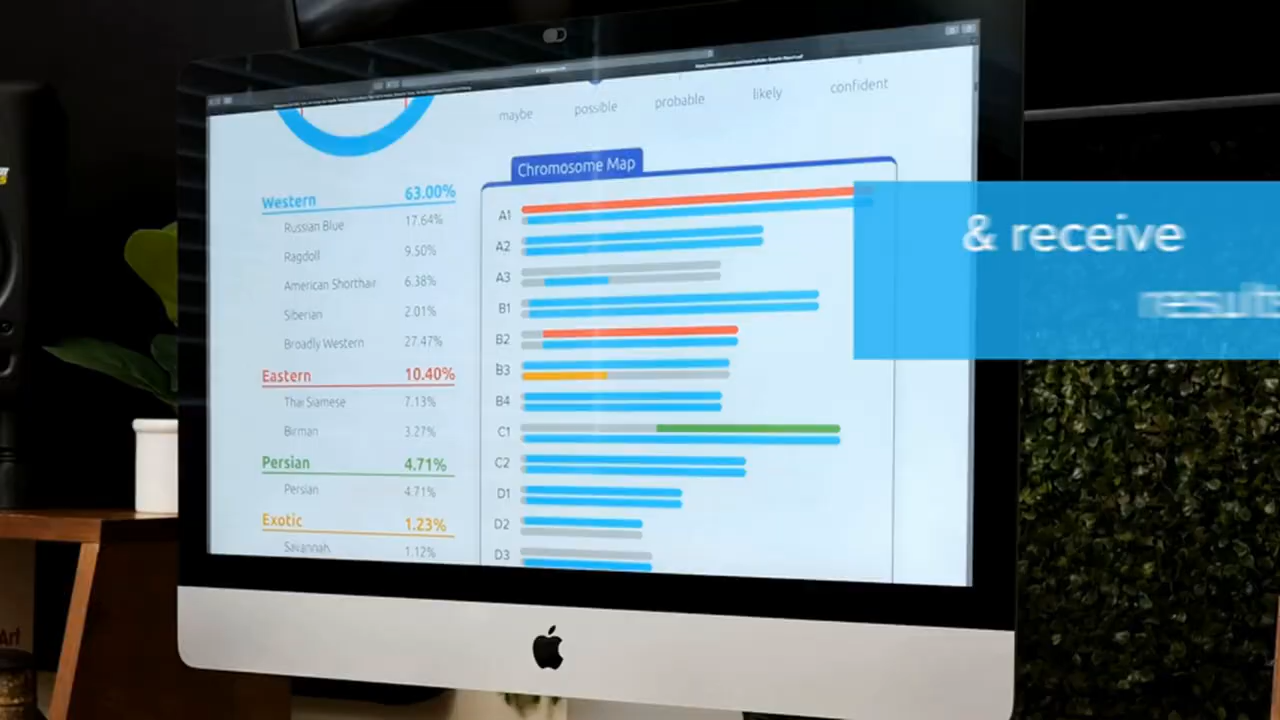 maybe possible probable likely confident
Chromosome Map
Western 63.00%
Russian Blue 17.64%
Ragdoll 9.50%
American Shorthair 6.38%
Siberian 2.01%
Broadly Western 27.47%
Eastern 10.40%
Thai Siamese 7.13%
Birman 3.27%
Persian 4.71%
Persian 4.71%
Exotic 1.23%
Savannah 1.12%
A1
A2
A3
B1
B2
B3
B4
C1
C2
D1
D2
D3
& receive
results
Art